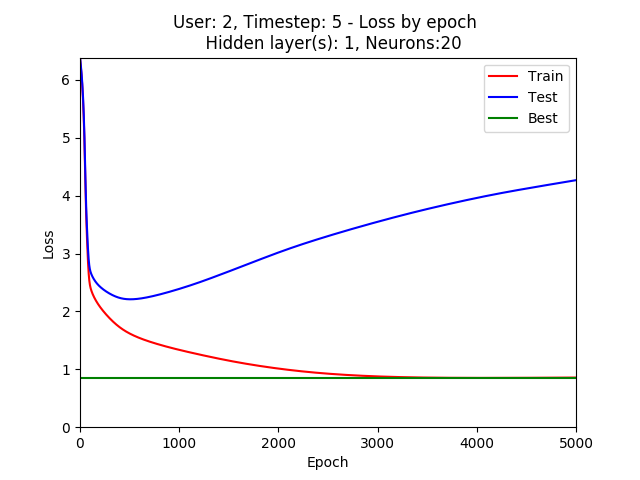 User: 2, Timestep: 5 - Loss by epoch
Hidden layer(s): 1, Neurons:20
Train
Test
Best
6
5
4
3
2
1
0
Loss
0
1000
2000
3000
4000
5000
Epoch